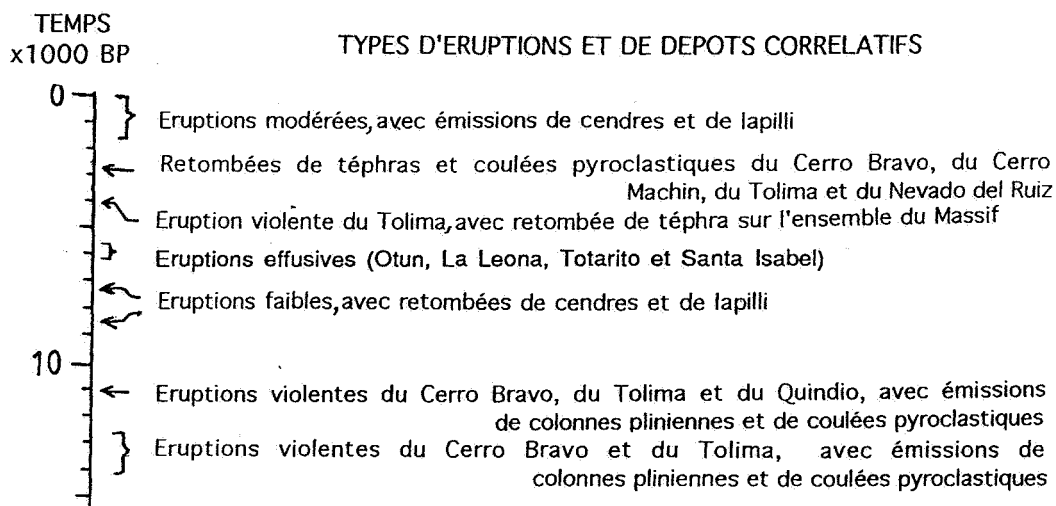 TEMPS
x1000 BP
TYPES D'ERUPTIONS ET DE DEPOTS CORRELATIFS
0
Eruptions modérées, avec émissions de cendres et de lapilli
Retombées de téphras et coulées pyroclastiques du Cerro Bravo, du Cerro
Machin, du Tolima et du Nevado del Ruiz
Eruption violente du Tolima, avec retombée de téphra sur l'ensemble du Massif
Eruptions effusives (Otun, La Leona, Totarito et Santa Isabel)
Eruptions faibles, avec retombées de cendres et de lapilli
10
Eruptions violentes du Cerro Bravo, du Tolima et du Quindio, avec émissions
de colonnes pliniennes et de coulées pyroclastiques
Eruptions violentes du Cerro Bravo et du Tolima, avec émissions de
colonnes pliniennes et de coulées pyroclastiques